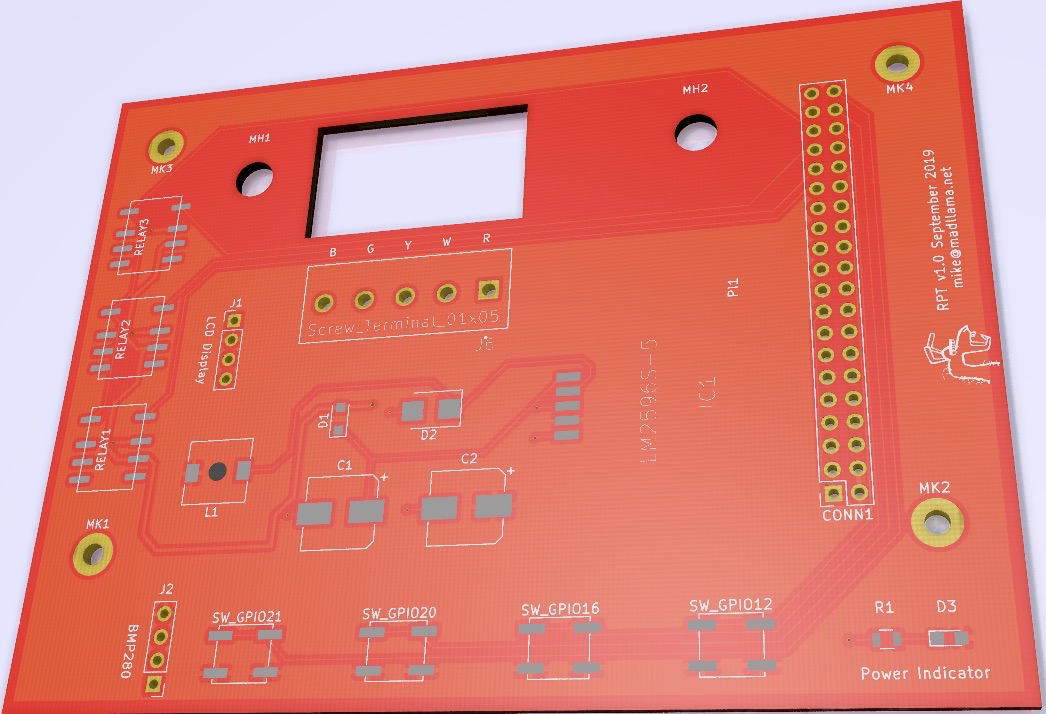 MH2
MK4
MH1
MK3
RELAY3
B G Y W R
Screw_Terminal_01x05
J6
RPT v1.0 September 2019
mike@madllama.net
PI1
J1
LCD Display
RELAY2
LM2596S-5
IC1
D1
D2
RELAY1
C1
+
C2
+
L1
MK1
MK2
CONN1
J2
BMP280
SW_GPIO21
SW_GPIO20
SW_GPIO16
SW_GPIO12
R1
D3
Power Indicator